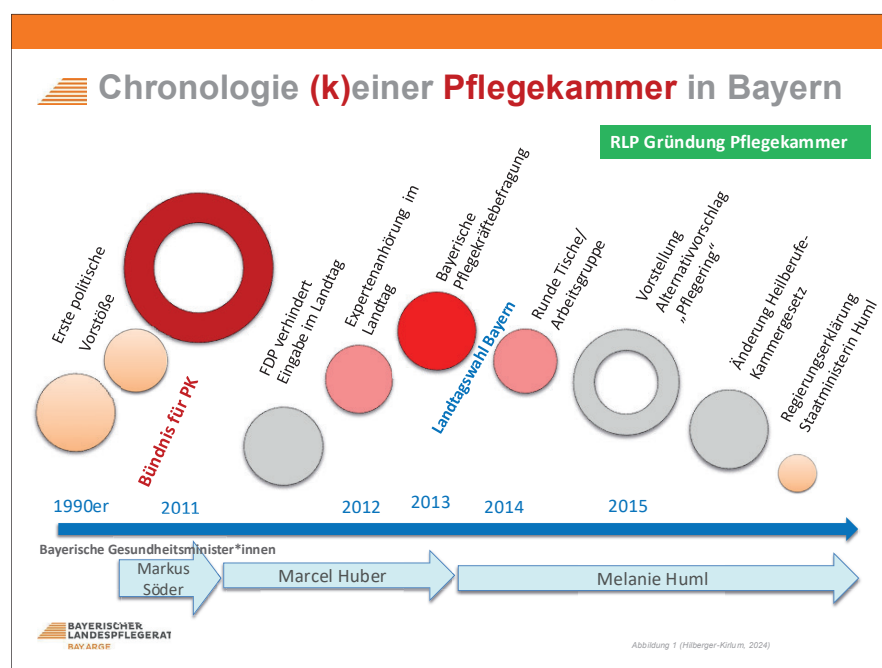 Chronologie (k)einer Pflegekammer in Bayern
RLP Gründung Pflegekammer
Erste politische
Vorstöße
Bündnis für PK
FDP verhindert
Eingabe im Landtag
Expertenanhörung im
Landtag
Bayerische
Pflegekräftebefragung
Landtagswahl Bayern
Runde Tische/
Arbeitsgruppe
Vorstellung
Alternativvorschlag
„Pflegering“
Änderung Heilberufe-
Kammergesetz
Regierungserklärung
Staatministerin Huml
1990er
2011
2012
2013
2014
2015
Bayerische Gesundheitsminister*innen
Markus
Söder
Marcel Huber
Melanie Huml
BAYERISCHER
LANDESPFLEGERAT
BAY.ARGE
Abbildung 1 (Hilberger-Kirlum, 2024)